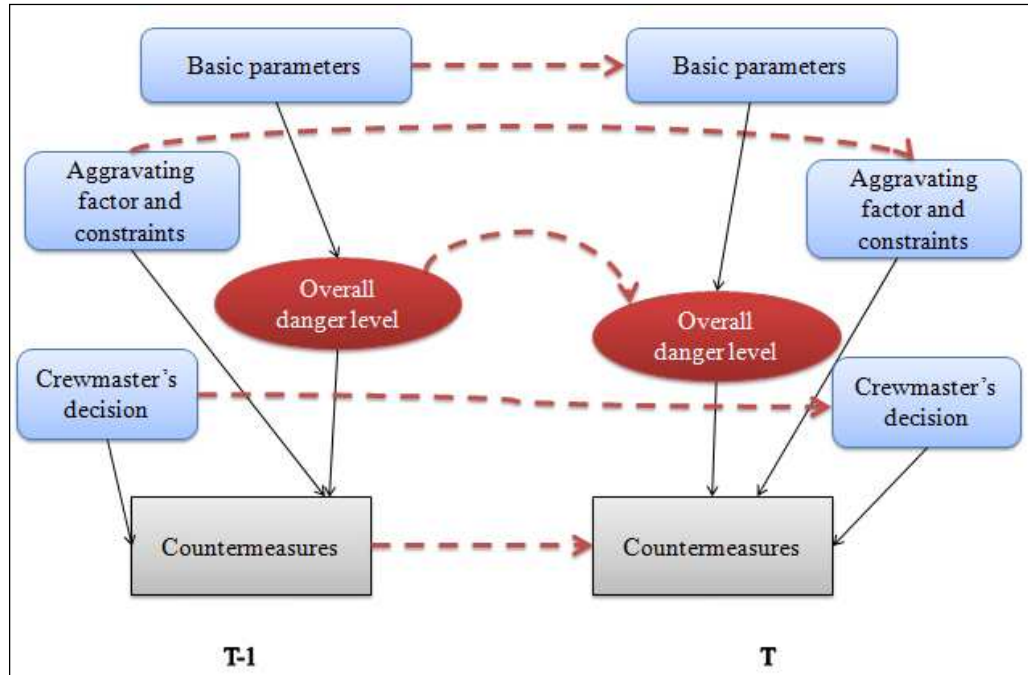 Basic parameters
Basic parameters
Aggravating
factor and
constraints
Aggravating
factor and
constraints
Overall
danger level
Overall
danger level
Crewmaster’s
decision
Crewmaster’s
decision
Countermeasures
Countermeasures
T-1
T